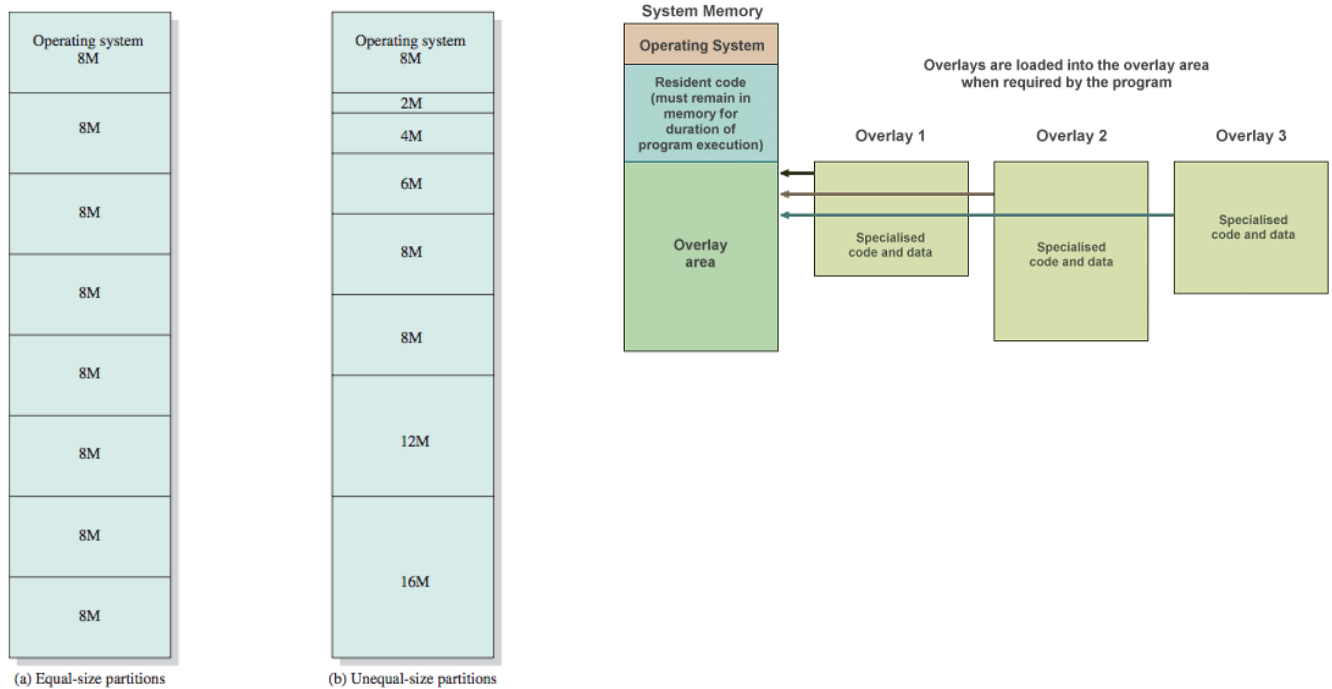 Operating system
8M
8M
8M
8M
8M
8M
8M
8M
(a) Equal-size partitions
Operating system
8M
2M
4M
6M
8M
8M
12M
16M
(b) Unequal-size partitions
System Memory
Operating System
Resident code
(must remain in
memory for
duration of
program execution)
Overlay
area
Overlays are loaded into the overlay area
when required by the program
Overlay 1
Specialised
code and data
Overlay 2
Specialised
code and data
Overlay 3
Specialised
code and data